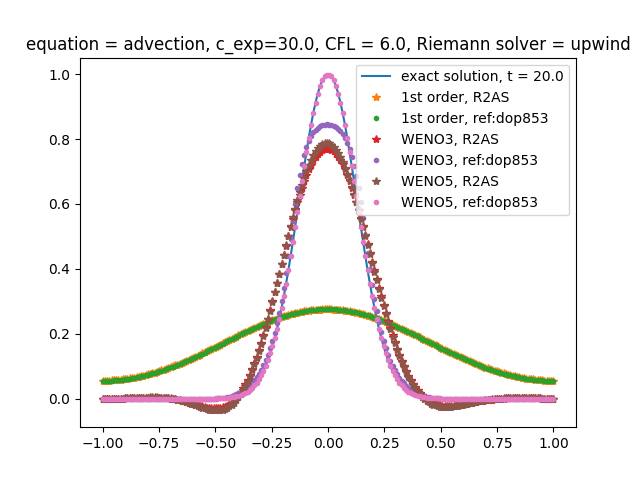 equation = advection, c_exp=30.0, CFL = 6.0, Riemann solver = upwind
exact solution, t = 20.0
1st order, R2AS
1st order, ref:dop853
WENO3, R2AS
WENO3, ref:dop853
WENO5, R2AS
WENO5, ref:dop853
1.0
0.8
0.6
0.4
0.2
0.0
−1.00 −0.75 −0.50 −0.25 0.00 0.25 0.50 0.75 1.00